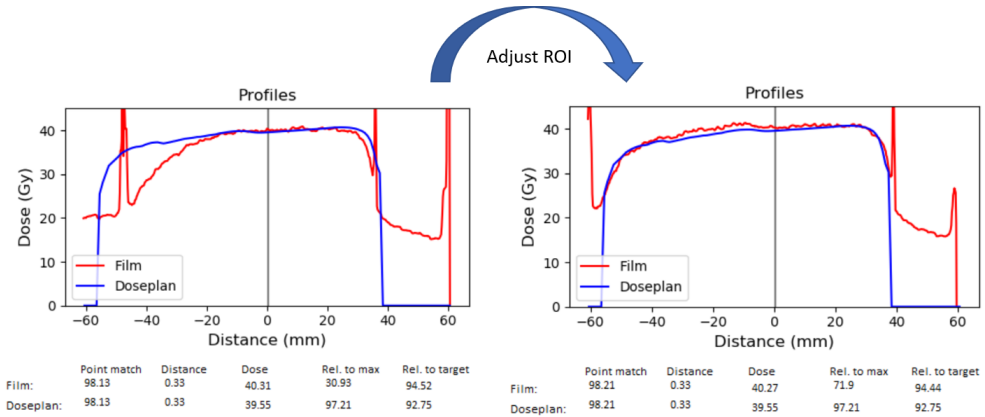 Adjust ROI
Profiles
Dose (Gy)
40
30
20
10
0
Film
Doseplan
−60 −40 −20 0 20 40 60
Distance (mm)
Point match Distance Dose Rel. to max Rel. to target
Film: 98.13 0.33 40.31 30.93 94.52
Doseplan: 98.13 0.33 39.55 97.21 92.75
Profiles
Dose (Gy)
40
30
20
10
0
Film
Doseplan
−60 −40 −20 0 20 40 60
Distance (mm)
Point match Distance Dose Rel. to max Rel. to target
Film: 98.21 0.33 40.27 71.9 94.44
Doseplan: 98.21 0.33 39.55 97.21 92.75